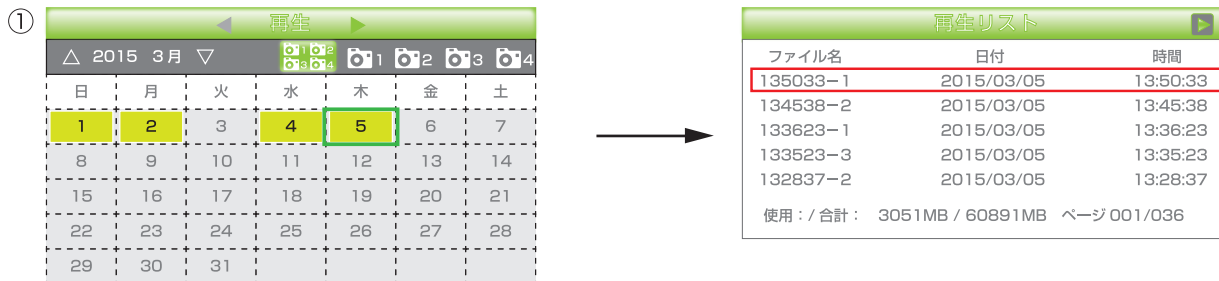 ①
再生
△ 2015 3月 ▽ 1 2 3 4 1 2 3 4
日 月 火 水 木 金 土
1 2 3 4 5 6 7
8 9 10 11 12 13 14
15 16 17 18 19 20 21
22 23 24 25 26 27 28
29 30 31
再生リスト
ファイル名 日付 時間
135033-1 2015/03/05 13:50:33
134538-2 2015/03/05 13:45:38
133623-1 2015/03/05 13:36:23
133523-3 2015/03/05 13:35:23
132837-2 2015/03/05 13:28:37
使用:/ 合計: 3051MB / 60891MB ページ 001/036